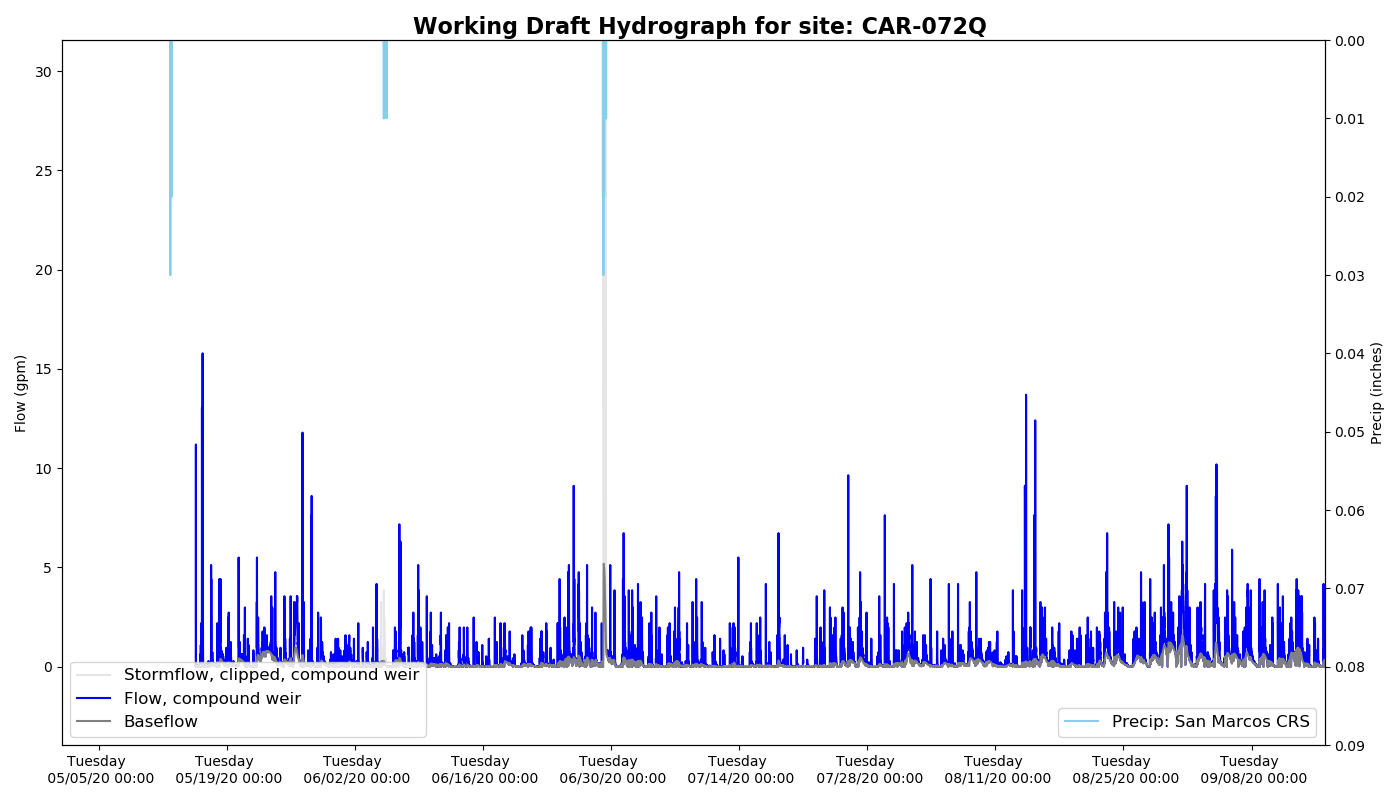 Working Draft Hydrograph for site: CAR-072Q
Flow (gpm)
30
25
20
15
10
5
0
0.00
0.01
0.02
0.03
0.04
0.05
0.06
0.07
0.08
0.09
Precip (inches)
Stormflow, clipped, compound weir
Flow, compound weir
Baseflow
Precip: San Marcos CRS
Tuesday
05/05/20 00:00
Tuesday
05/19/20 00:00
Tuesday
06/02/20 00:00
Tuesday
06/16/20 00:00
Tuesday
06/30/20 00:00
Tuesday
07/14/20 00:00
Tuesday
07/28/20 00:00
Tuesday
08/11/20 00:00
Tuesday
08/25/20 00:00
Tuesday
09/08/20 00:00